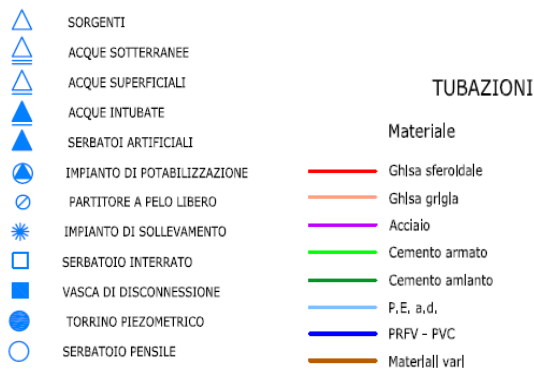 SORGENTI
ACQUE SOTTERRANEE
ACQUE SUPERFICIALI
ACQUE INTUBATE
SERBATOI ARTIFICIALI
IMPIANTO DI POTABILIZZAZIONE
PARTITORE A PELO LIBERO
IMPIANTO DI SOLLEVAMENTO
SERBATOIO INTERRATO
VASCA DI DISCONNESSIONE
TORRINO PIEZOMETRICO
SERBATOIO PENSILE
TUBAZIONI
Materiale
Ghisa sferoidale
Ghisa grigia
Acciaio
Cemento armato
Cemento amianto
P.E. a.d.
PRFV - PVC
Materiali vari